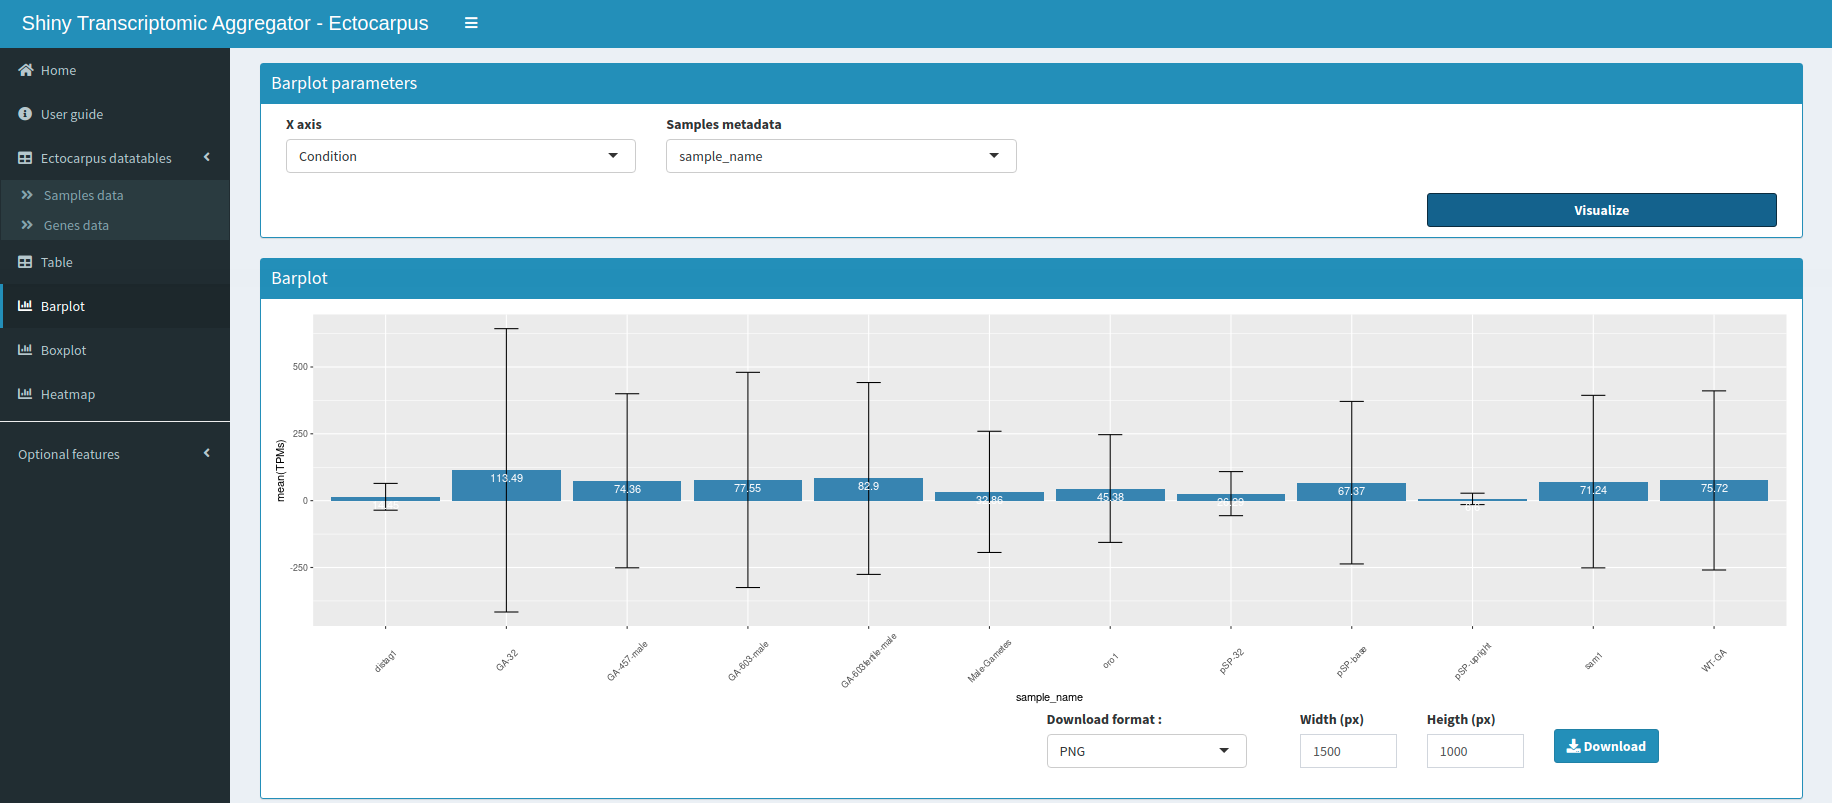 Shiny Transcriptomic Aggregator - Ectocarpus
Home
User guide
Ectocarpus datatables
Samples data
Genes data
Table
Barplot
Boxplot
Heatmap
Optional features
Barplot parameters
X axis
Samples metadata
Condition
sample_name
Visualize
Barplot
mean(TPMs)
500
250
0
-250
113.49
74.36
77.55
82.9
32.86
45.38
67.37
71.24
75.72
distag1
GA-32
GA-457-male
GA-603-male
GA-603fertile-male
Male-Gametes
oro1
pSP-32
pSP-base
pSP-upright
sam1
WT-GA
sample_name
Download format :
Width (px)
Heigth (px)
PNG
1500
1000
Download